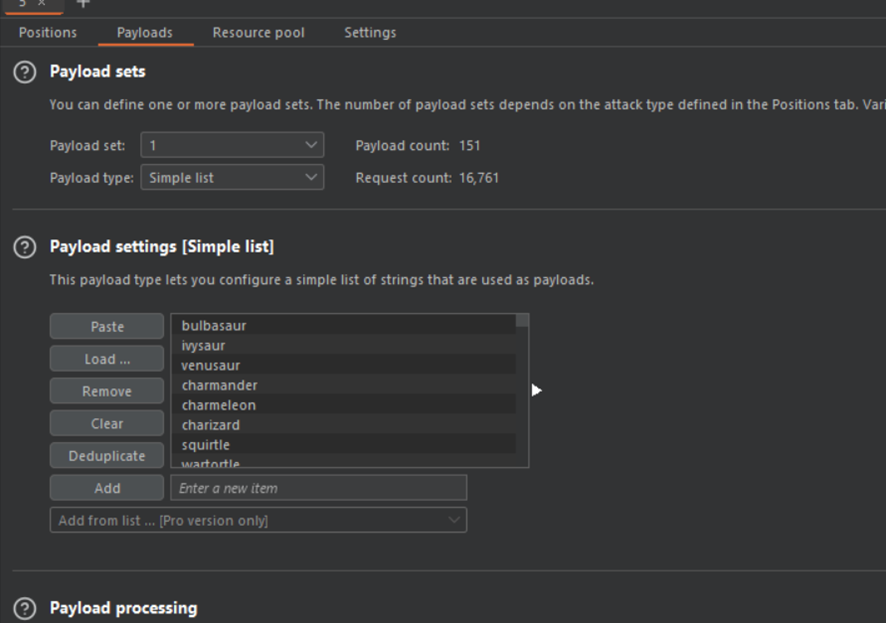 5 × +
Positions Payloads Resource pool Settings
? Payload sets
You can define one or more payload sets. The number of payload sets depends on the attack type defined in the Positions tab. Vari
Payload set: 1 Payload count: 151
Payload type: Simple list Request count: 16,761
? Payload settings [Simple list]
This payload type lets you configure a simple list of strings that are used as payloads.
Paste
Load ...
Remove
Clear
Deduplicate
bulbasaur
ivysaur
venusaur
charmander
charmeleon
charizard
squirtle
wartortle
Add Enter a new item
Add from list ... [Pro version only]
? Payload processing